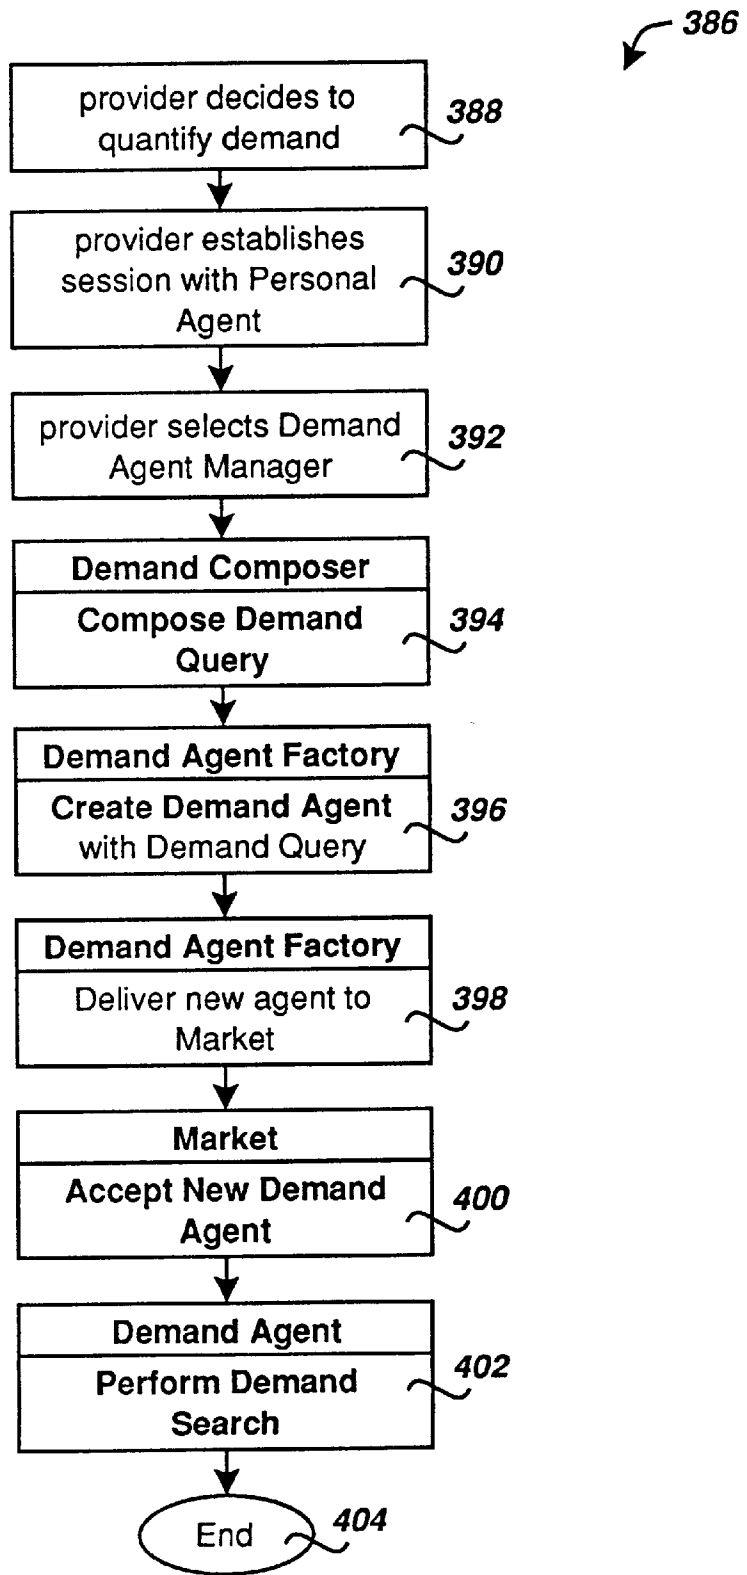 386
provider decides to
quantify demand
388
provider establishes
session with Personal
Agent
390
provider selects Demand
Agent Manager
392
Demand Composer
Compose Demand
Query
394
Demand Agent Factory
Create Demand Agent
with Demand Query
396
Demand Agent Factory
Deliver new agent to
Market
398
Market
Accept New Demand
Agent
400
Demand Agent
Perform Demand
Search
402
End
404